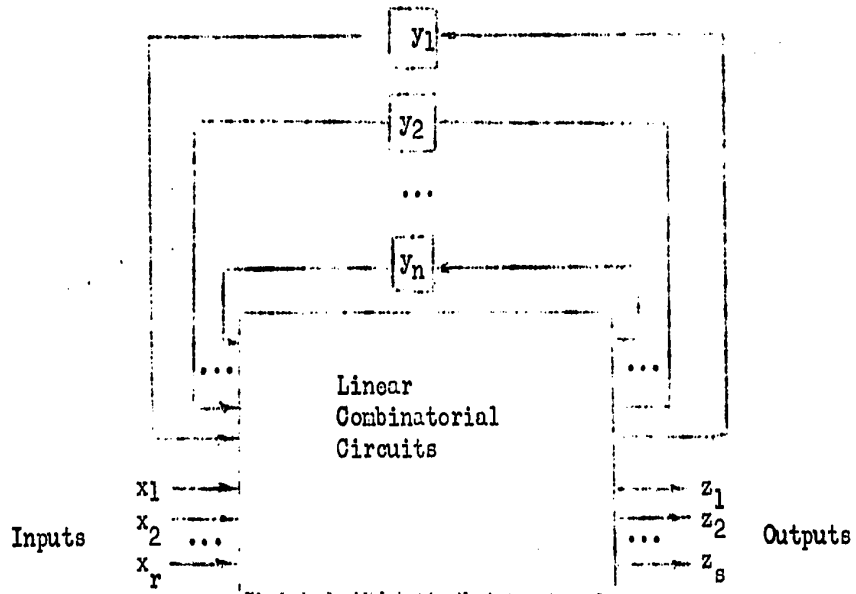 y1
y2
...
yn
... ...
Linear
Combinatorial
Circuits
x1 z1
Inputs x2 ... z2 ... Outputs
xr zs